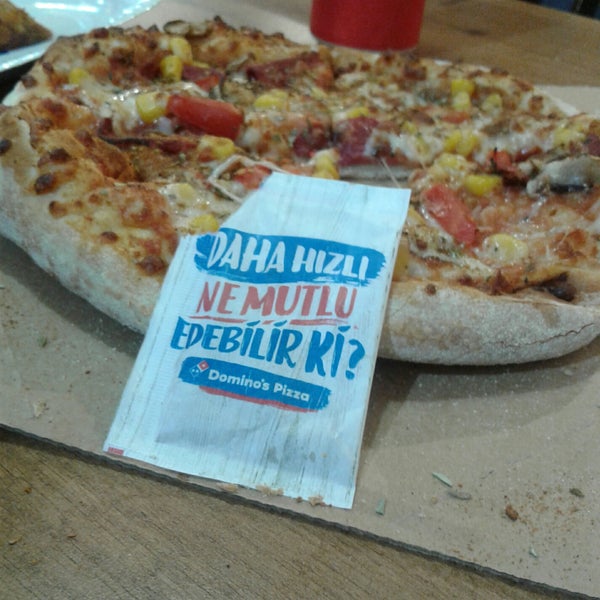 DAHA HIZLI
NE MUTLU
EDEBİLİR Kİ?
Domino's Pizza